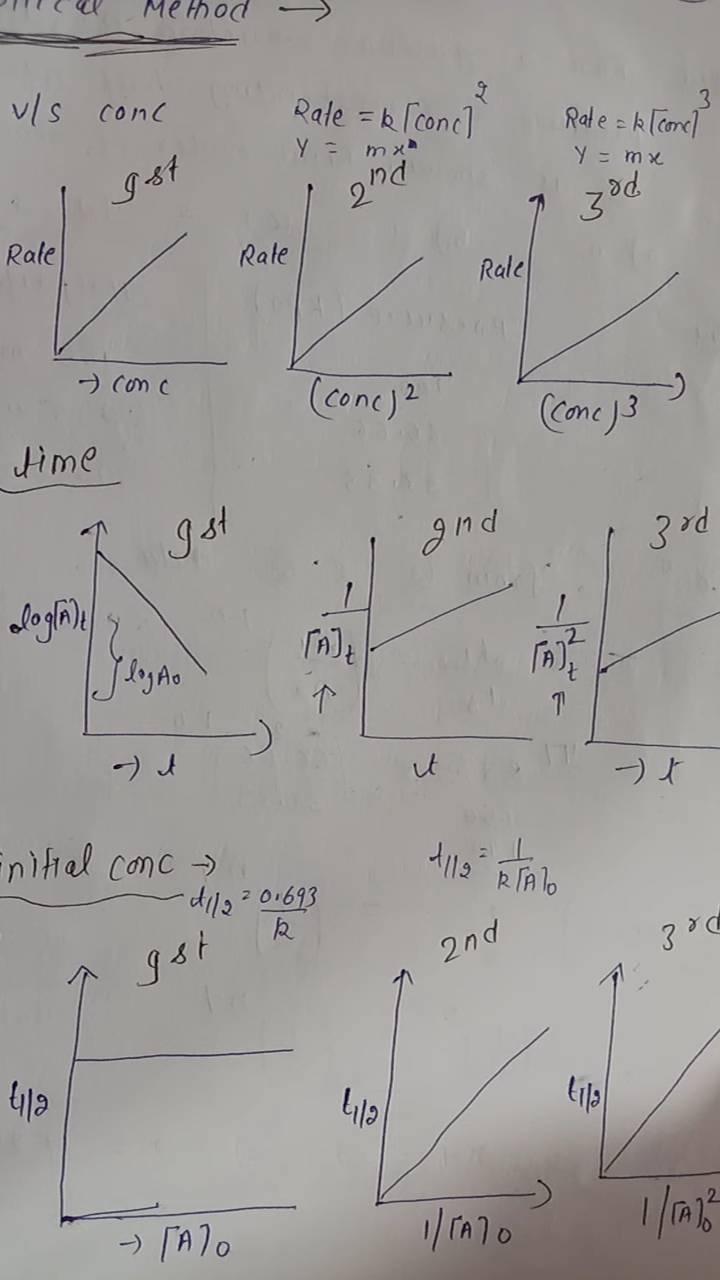 Method →
v/s conc
Rate = k[conc]²
Y = mx
Rate = k[conc]³
Y = mx
1st
2nd
3rd
Rate
Rate
Rate
→ conc
(conc)²
(conc)³
time
1st
2nd
3rd
log[A]t
log A₀
1/[A]t
↑
1/[A]t²
↑
→ t
t
→ t
initial conc →
t1/2 = 0.693/k
t1/2 = 1/k[A]₀
1st
2nd
3rd
t1/2
t1/2
t1/2
→ [A]₀
1/[A]₀
1/[A]₀²